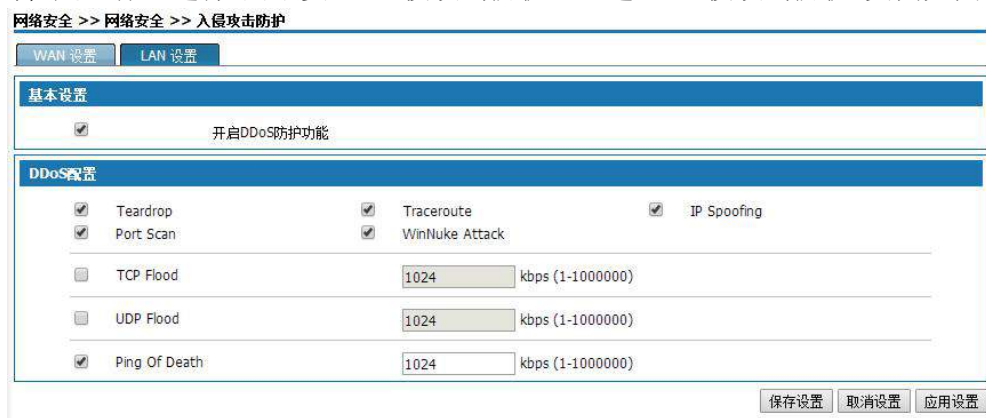 网络安全 >> 网络安全 >> 入侵攻击防护
WAN 设置 LAN 设置
基本设置
开启DDoS防护功能
DDoS配置
Teardrop Traceroute IP Spoofing
Port Scan WinNuke Attack
TCP Flood 1024 kbps (1-1000000)
UDP Flood 1024 kbps (1-1000000)
Ping Of Death 1024 kbps (1-1000000)
保存设置 取消设置 应用设置